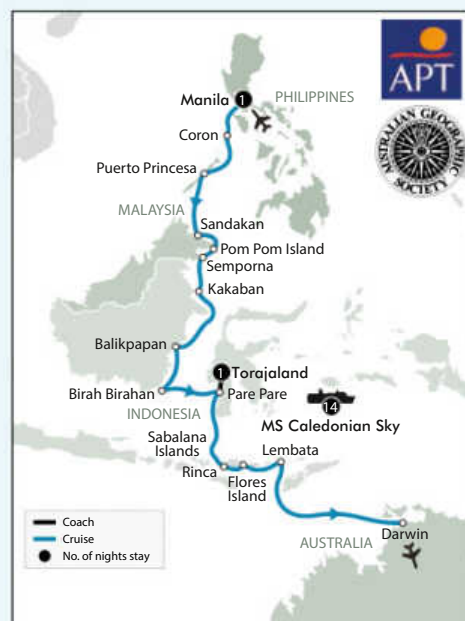 APT
AUSTRALIAN GEOGRAPHIC
SOCIETY
Manila
1
PHILIPPINES
Coron
Puerto Princesa
MALAYSIA
Sandakan
Pom Pom Island
Semporna
Kakaban
Balikpapan
1
Torajaland
Birah Birahan
Pare Pare
INDONESIA
14
MS Caledonian Sky
Sabalana
Islands
Lembata
Rinca
Flores
Island
Coach
Cruise
No. of nights stay
Darwin
AUSTRALIA